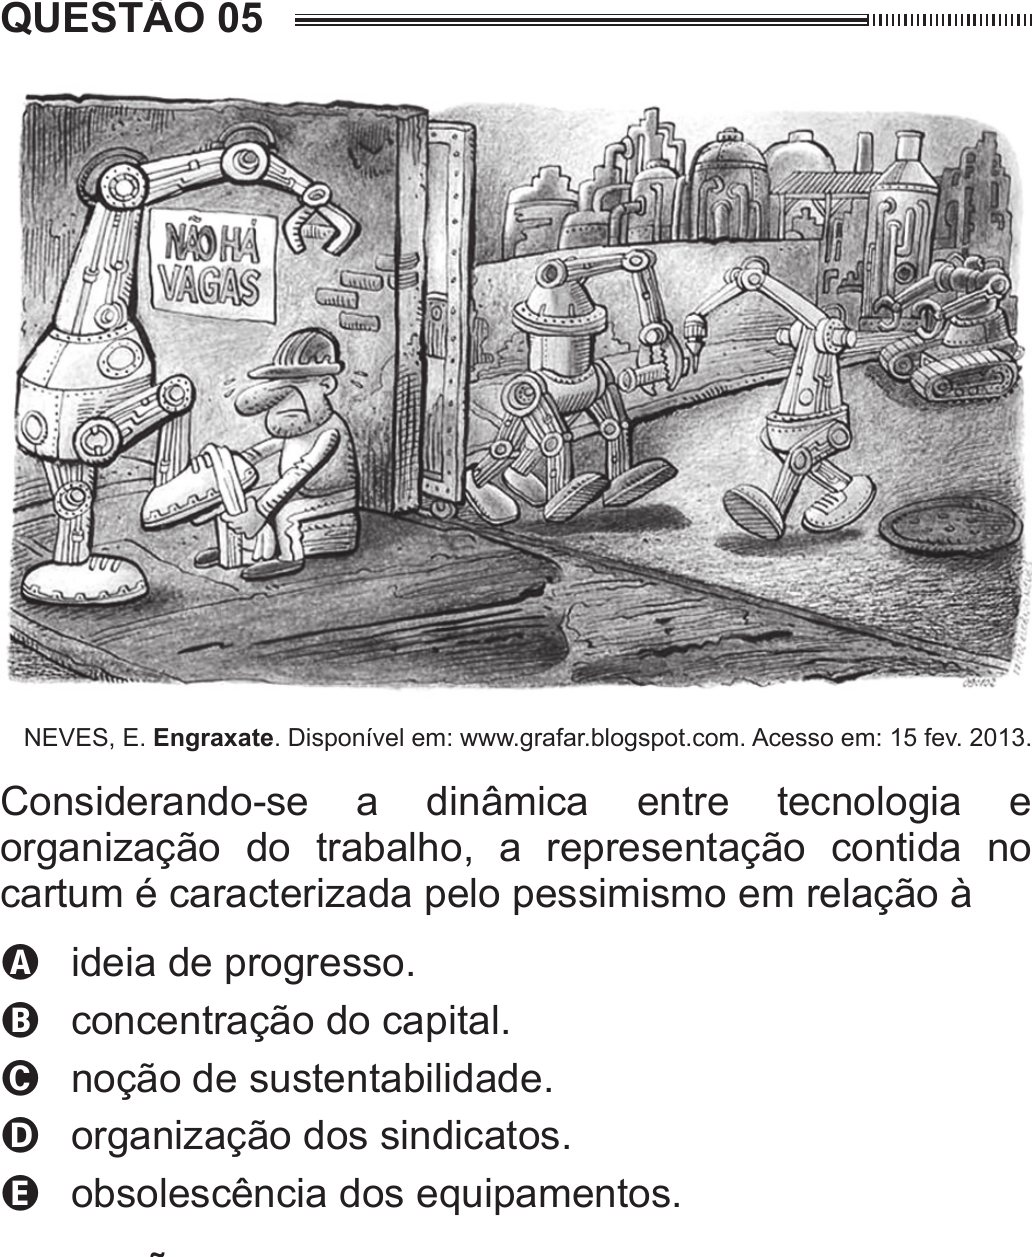 QUESTÃO 05
NÃO HÁ
VAGAS
NEVES, E. Engraxate. Disponível em: www.grafar.blogspot.com. Acesso em: 15 fev. 2013.
Considerando-se a dinâmica entre tecnologia e
organização do trabalho, a representação contida no
cartum é caracterizada pelo pessimismo em relação à
A ideia de progresso.
B concentração do capital.
C noção de sustentabilidade.
D organização dos sindicatos.
E obsolescência dos equipamentos.